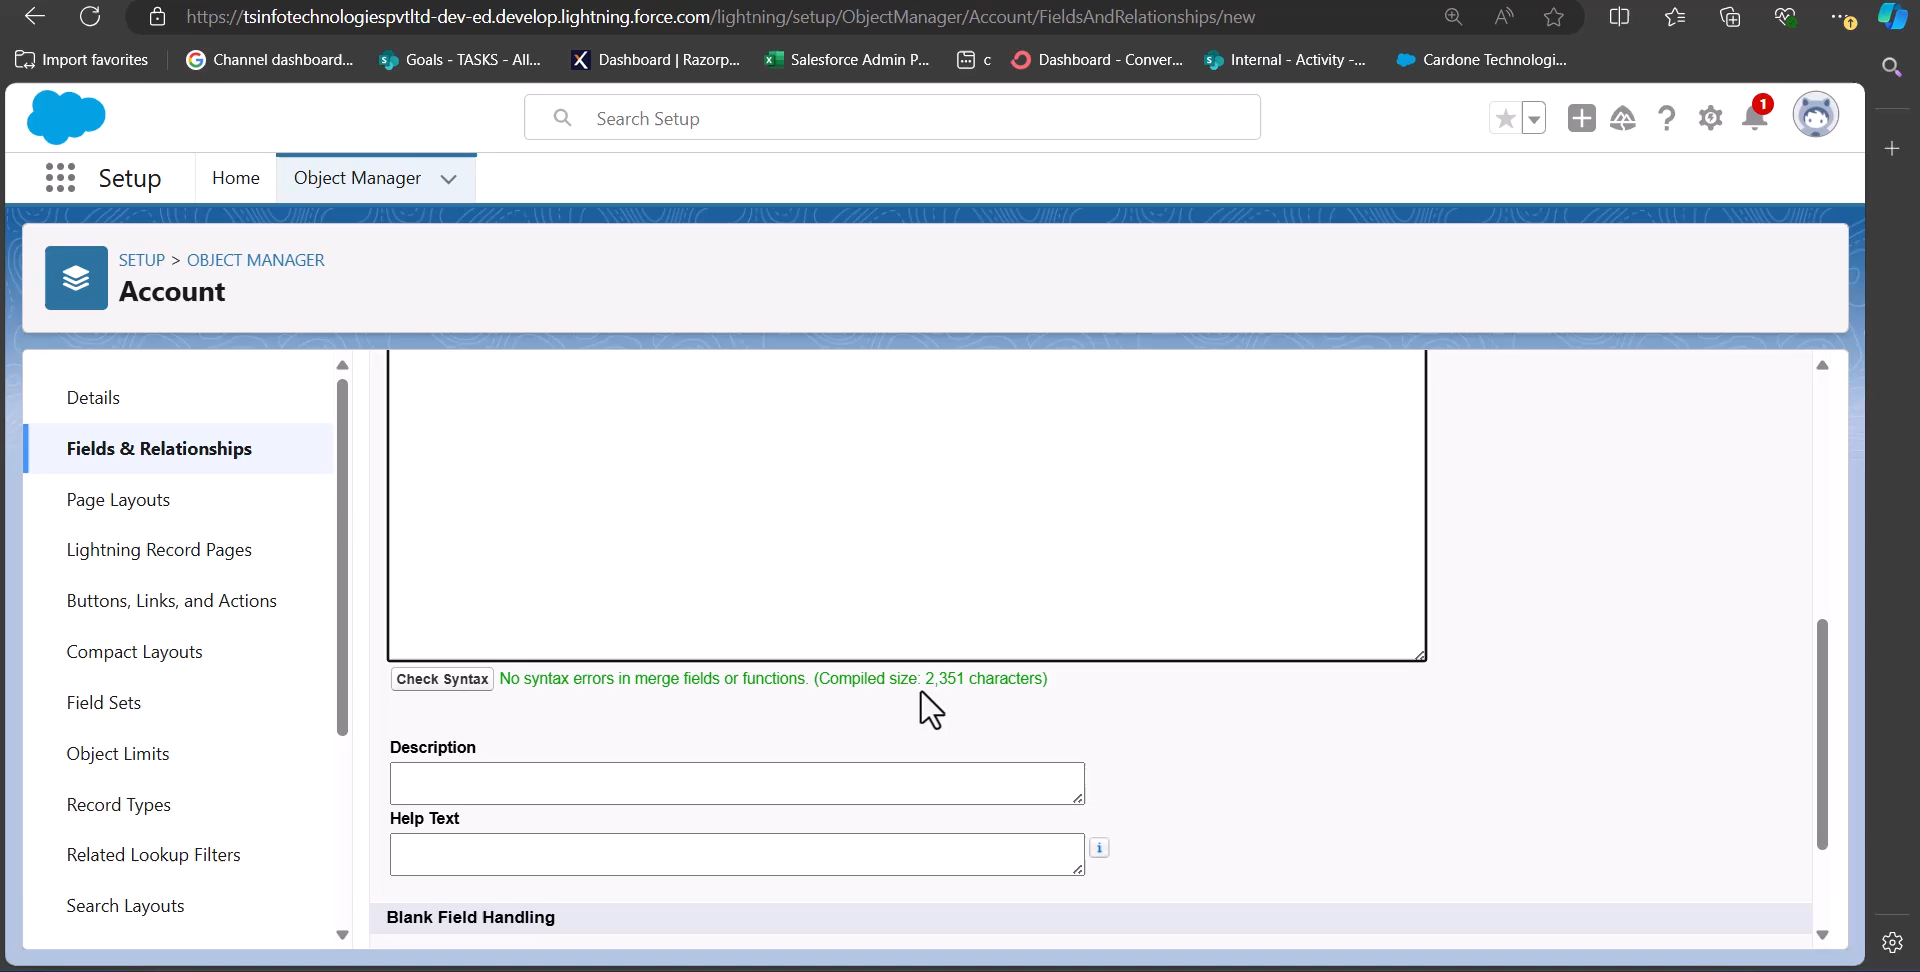 https://tsinfotechnologiespvtltd-dev-ed.develop.lightning.force.com/lightning/setup/ObjectManager/Account/FieldsAndRelationships/new
Import favorites
Channel dashboard...
Goals - TASKS - All...
Dashboard | Razorp...
Salesforce Admin P...
c
Dashboard - Conver...
Internal - Activity -...
Cardone Technologi...
Search Setup
1
Setup
Home
Object Manager
SETUP > OBJECT MANAGER
Account
Details
Fields & Relationships
Page Layouts
Lightning Record Pages
Buttons, Links, and Actions
Compact Layouts
Field Sets
Object Limits
Record Types
Related Lookup Filters
Search Layouts
Check Syntax No syntax errors in merge fields or functions. (Compiled size: 2,351 characters)
Description
Help Text
Blank Field Handling